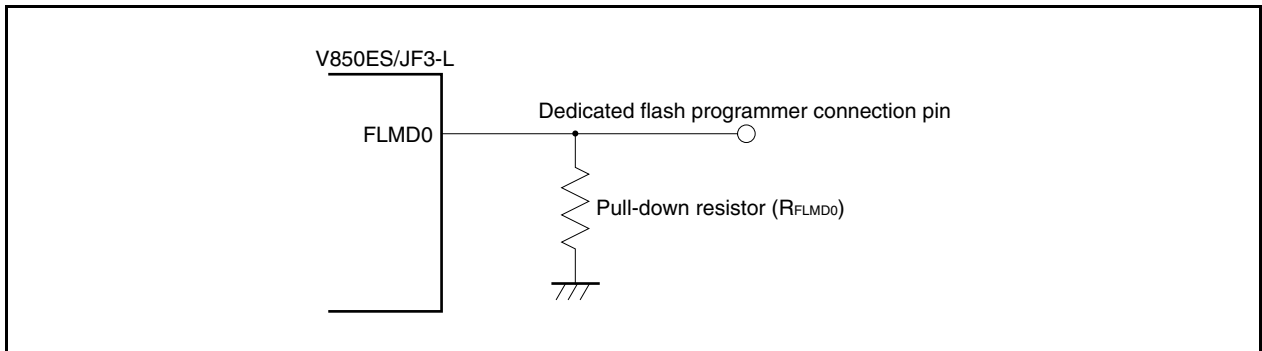 V850ES/JF3-L
Dedicated flash programmer connection pin
FLMD0
Pull-down resistor (RFLMD0)